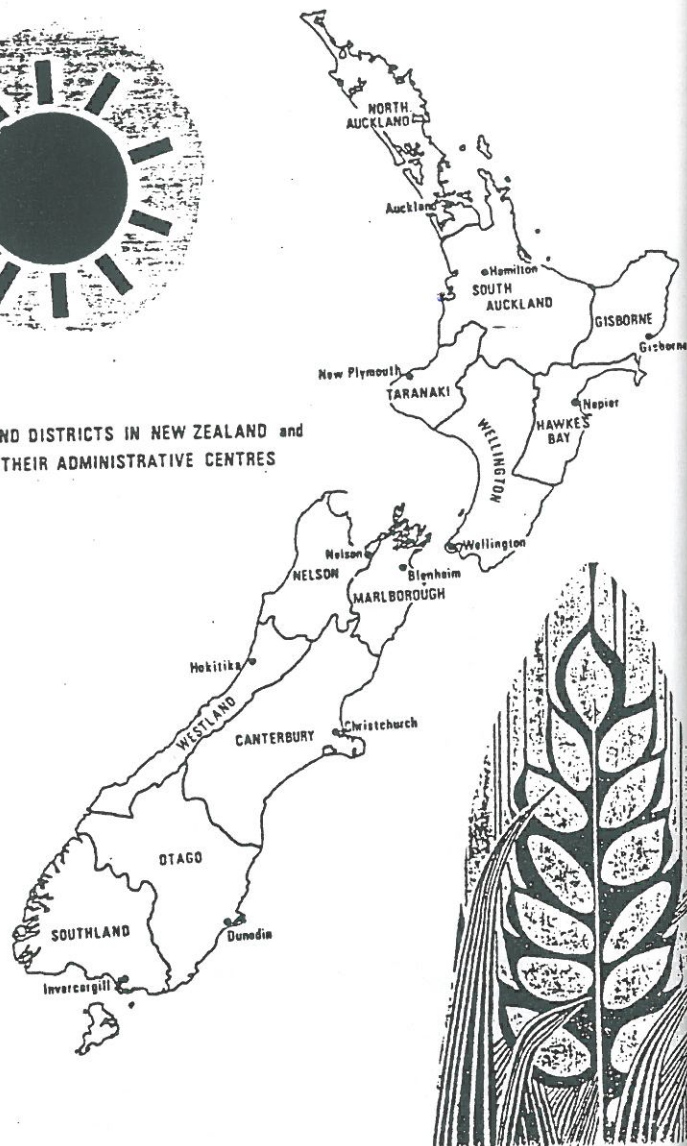 NORTH
AUCKLAND
Auckland
Hamilton
SOUTH
AUCKLAND
GISBORNE
Gisborne
New Plymouth
TARANAKI
Napier
HAWKES
BAY
WELLINGTON
ND DISTRICTS IN NEW ZEALAND and
THEIR ADMINISTRATIVE CENTRES
Wellington
Nelson
NELSON
Blenheim
MARLBOROUGH
Hokitika
WESTLAND
CANTERBURY
Christchurch
OTAGO
SOUTHLAND
Dunedin
Invercargill